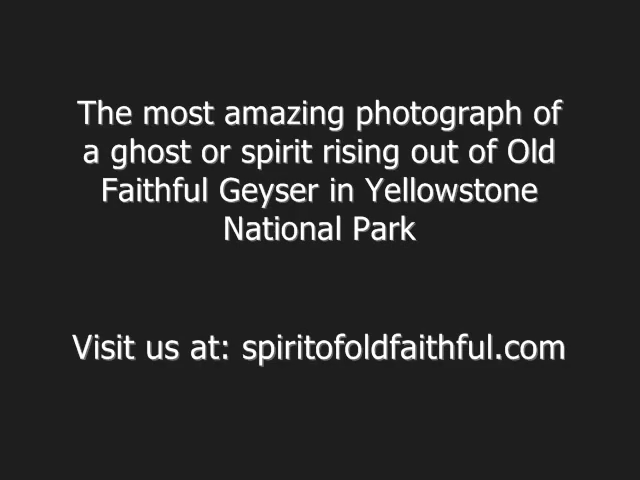 The most amazing photograph of
a ghost or spirit rising out of Old
Faithful Geyser in Yellowstone
National Park
Visit us at: spiritofoldfaithful.com